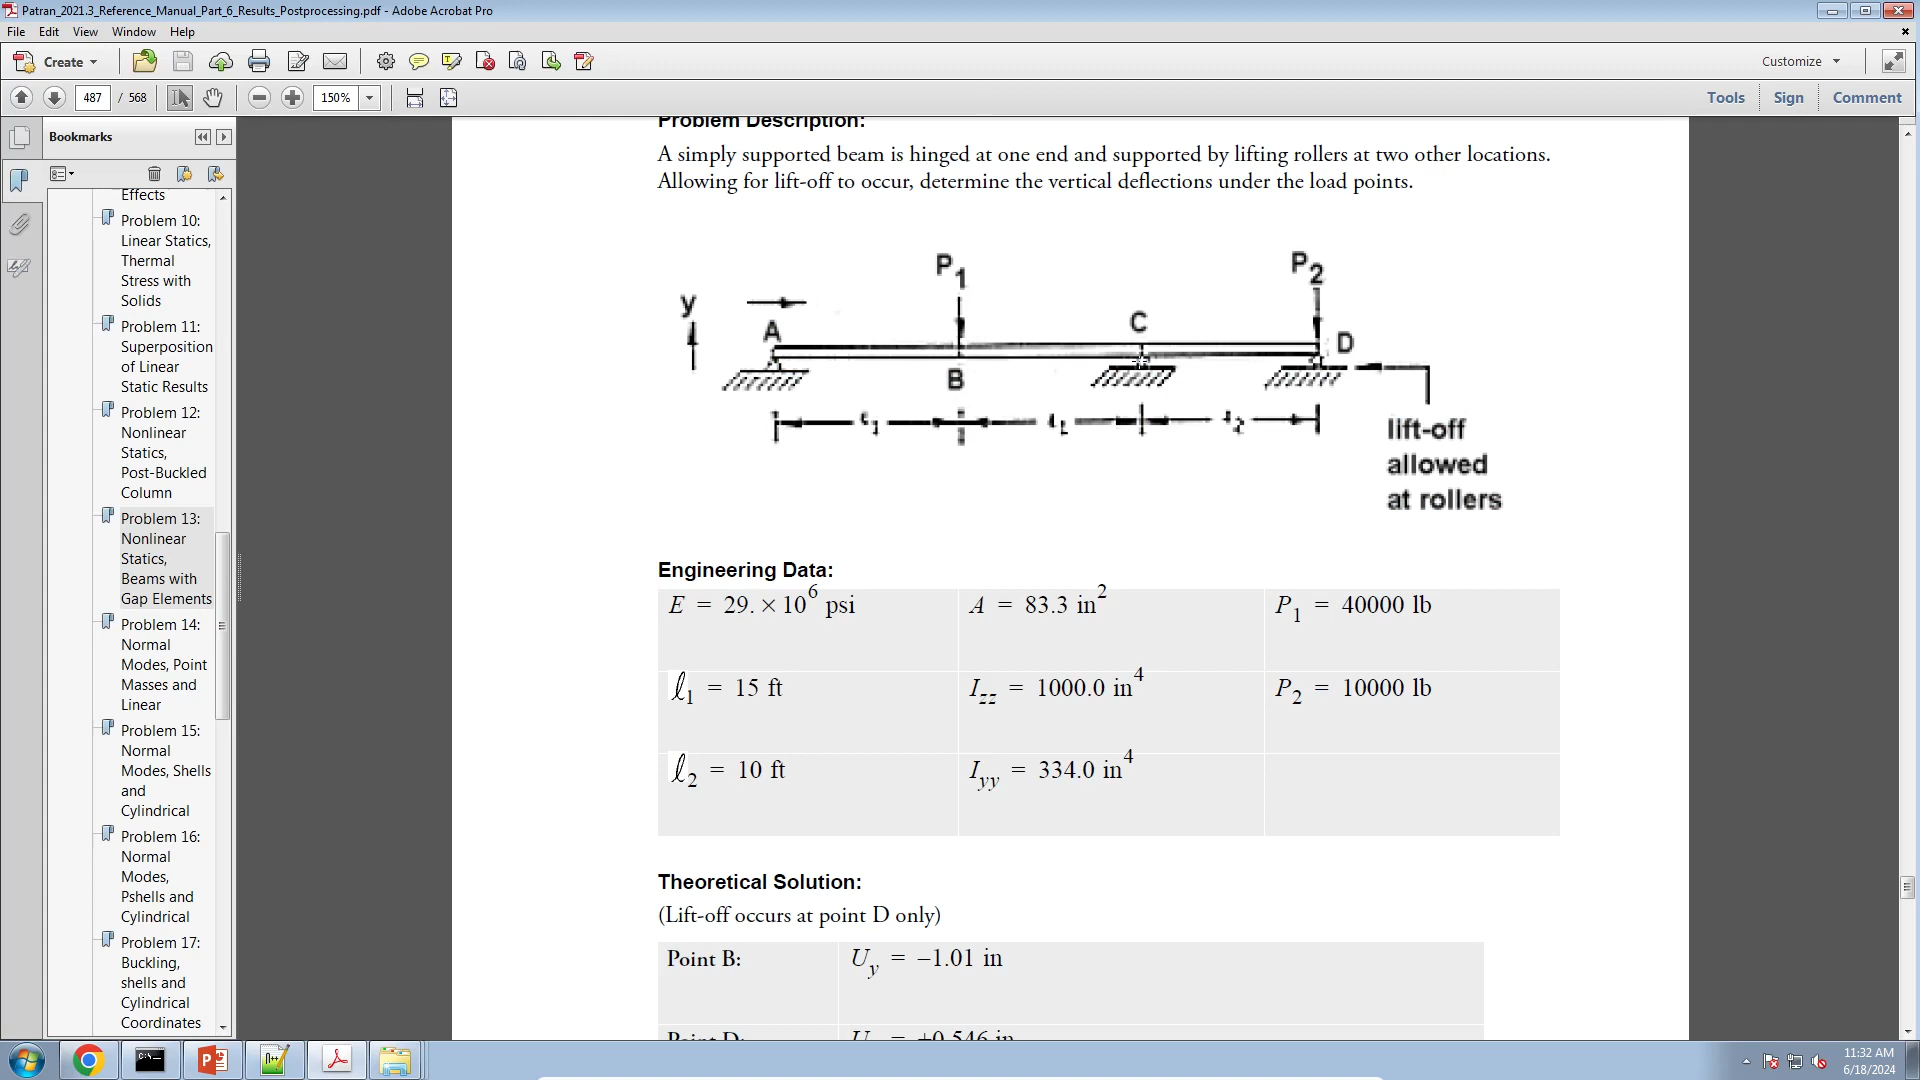 Patran_2021.3_Reference_Manual_Part_6_Results_Postprocessing.pdf - Adobe Acrobat Pro
File Edit View Window Help
Create
Customize
487 / 568
150%
Tools Sign Comment
Bookmarks
Effects
Problem 10:
Linear Statics,
Thermal
Stress with
Solids
Problem 11:
Superposition
of Linear
Static Results
Problem 12:
Nonlinear
Statics,
Post-Buckled
Column
Problem 13:
Nonlinear
Statics,
Beams with
Gap Elements
Problem 14:
Normal
Modes, Point
Masses and
Linear
Problem 15:
Normal
Modes, Shells
and
Cylindrical
Problem 16:
Normal
Modes,
Pshells and
Cylindrical
Problem 17:
Buckling,
shells and
Cylindrical
Coordinates
Problem Description:
A simply supported beam is hinged at one end and supported by lifting rollers at two other locations.
Allowing for lift-off to occur, determine the vertical deflections under the load points.
P1 P2
y
A C D
B
lift-off
allowed
at rollers
Engineering Data:
E = 29. × 10^6 psi A = 83.3 in^2 P1 = 40000 lb
ℓ1 = 15 ft Izz = 1000.0 in^4 P2 = 10000 lb
ℓ2 = 10 ft Iyy = 334.0 in^4
Theoretical Solution:
(Lift-off occurs at point D only)
Point B: Uy = −1.01 in
Point D: U = +0.546 in
11:32 AM
6/18/2024